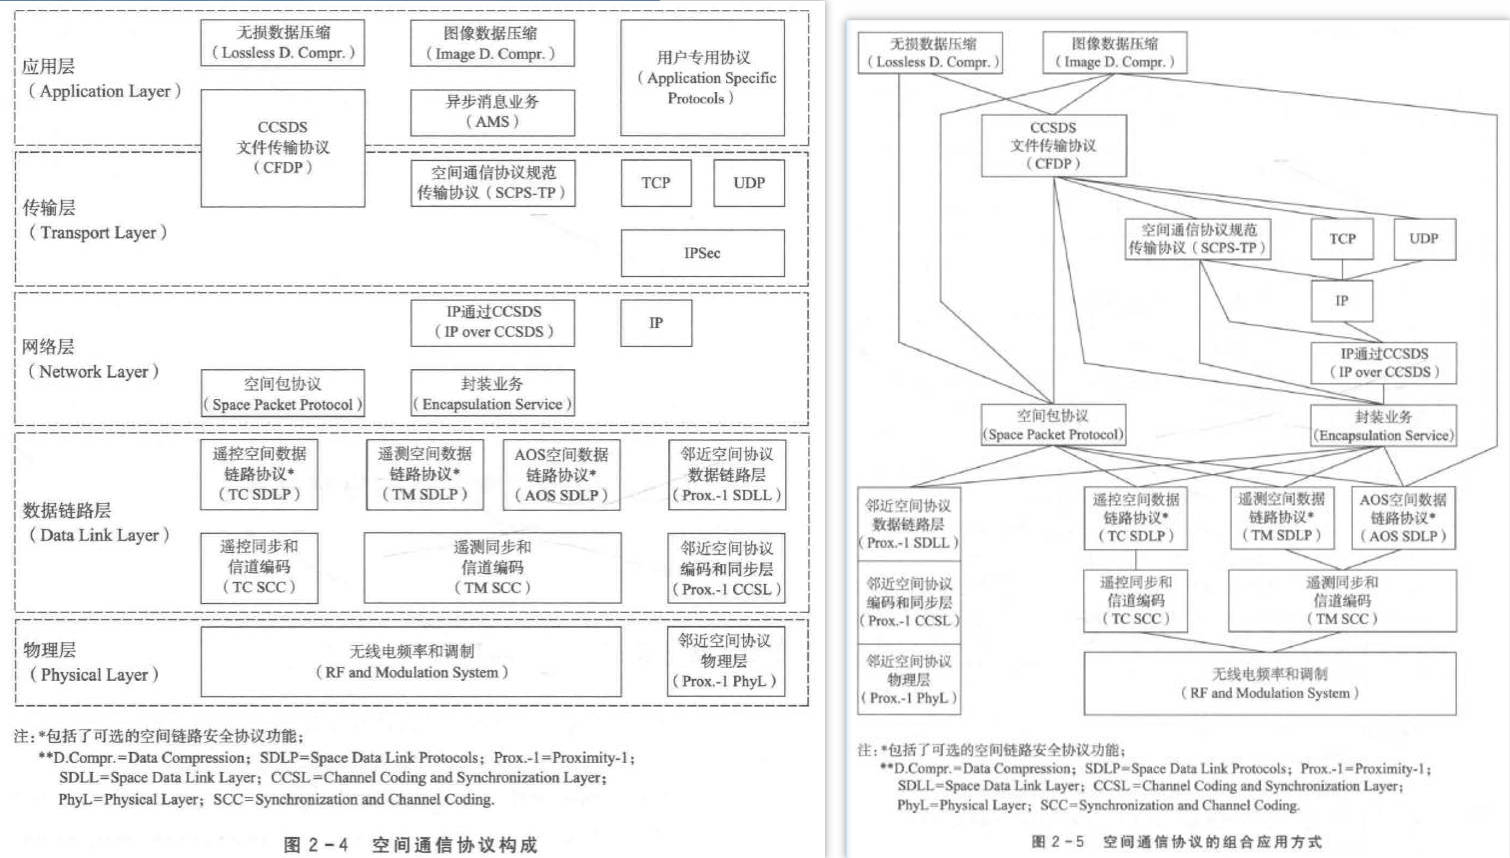 应用层
( Application Layer )
无损数据压缩
( Lossless D. Compr. )
图像数据压缩
( Image D. Compr. )
用户专用协议
( Application Specific
Protocols )
异步消息业务
( AMS )
CCSDS
文件传输协议
( CFDP )
传输层
( Transport Layer )
空间通信协议规范
传输协议 ( SCPS-TP )
TCP
UDP
IPSec
网络层
( Network Layer )
IP通过CCSDS
( IP over CCSDS )
IP
空间包协议
(Space Packet Protocol)
封装业务
(Encapsulation Service)
数据链路层
( Data Link Layer )
遥控空间数据
链路协议*
( TC SDLP )
遥测空间数据
链路协议*
( TM SDLP )
AOS空间数据
链路协议*
( AOS SDLP )
邻近空间协议
数据链路层
( Prox.-1 SDLL )
遥控同步和
信道编码
( TC SCC )
遥测同步和
信道编码
( TM SCC )
邻近空间协议
编码和同步层
( Prox.-1 CCSL )
物理层
( Physical Layer )
无线电频率和调制
( RF and Modulation System )
邻近空间协议
物理层
( Prox.-1 PhyL )
注：*包括了可选的空间链路安全协议功能；
**D.Compr.=Data Compression；SDLP=Space Data Link Protocols；Prox.-1=Proximity-1；
SDLL=Space Data Link Layer；CCSL=Channel Coding and Synchronization Layer；
PhyL=Physical Layer；SCC=Synchronization and Channel Coding.
图 2-4 空间通信协议构成
无损数据压缩
( Lossless D. Compr. )
图像数据压缩
( Image D. Compr. )
CCSDS
文件传输协议
( CFDP )
空间通信协议规范
传输协议 ( SCPS-TP )
TCP
UDP
IP
IP通过CCSDS
( IP over CCSDS )
空间包协议
(Space Packet Protocol)
封装业务
(Encapsulation Service)
邻近空间协议
数据链路层
( Prox.-1 SDLL )
遥控空间数据
链路协议*
( TC SDLP )
遥测空间数据
链路协议*
( TM SDLP )
AOS空间数据
链路协议*
( AOS SDLP )
邻近空间协议
编码和同步层
( Prox.-1 CCSL )
遥控同步和
信道编码
( TC SCC )
遥测同步和
信道编码
( TM SCC )
邻近空间协议
物理层
( Prox.-1 PhyL )
无线电频率和调制
( RF and Modulation System )
注：*包括了可选的空间链路安全协议功能；
**D.Compr.=Data Compression；SDLP=Space Data Link Protocols；Prox.-1=Proximity-1；
SDLL=Space Data Link Layer；CCSL=Channel Coding and Synchronization Layer；
PhyL=Physical Layer；SCC=Synchronization and Channel Coding.
图 2-5 空间通信协议的组合应用方式